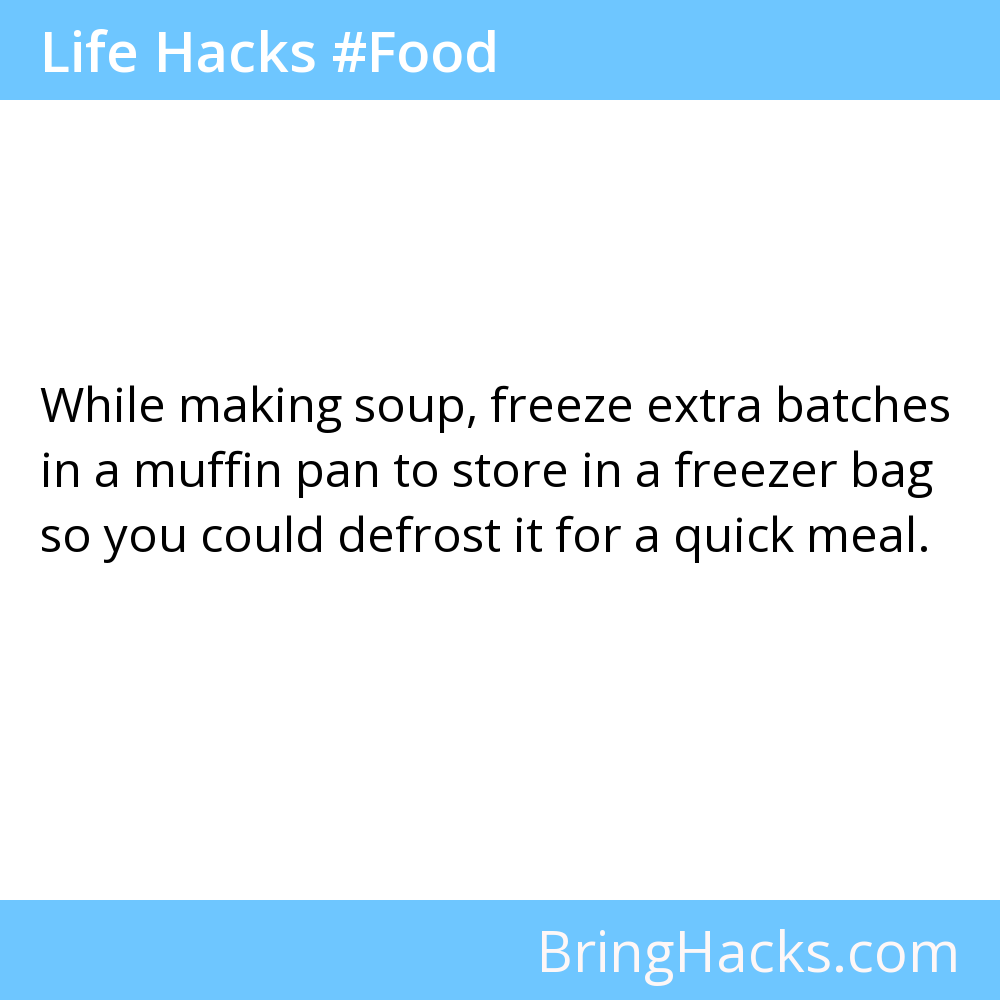 Life Hacks #Food
While making soup, freeze extra batches
in a muffin pan to store in a freezer bag
so you could defrost it for a quick meal.
BringHacks.com